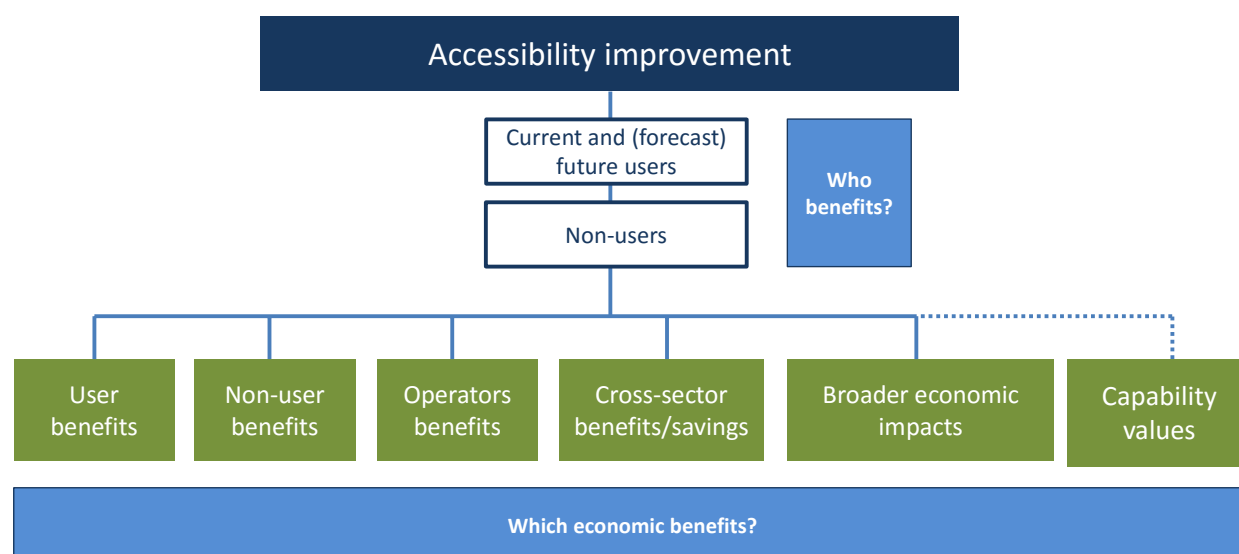 Accessibility improvement
Current and (forecast)
future users
Who
benefits?
Non-users
User
benefits
Non-user
benefits
Operators
benefits
Cross-sector
benefits/savings
Broader economic
impacts
Capability
values
Which economic benefits?